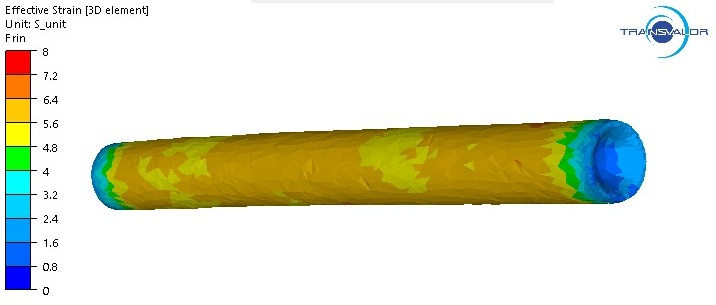 Effective Strain [3D element]
Unit: S_unit
Frin
8
7.2
6.4
5.6
4.8
4
3.2
2.4
1.6
0.8
0
TRANSVALOR